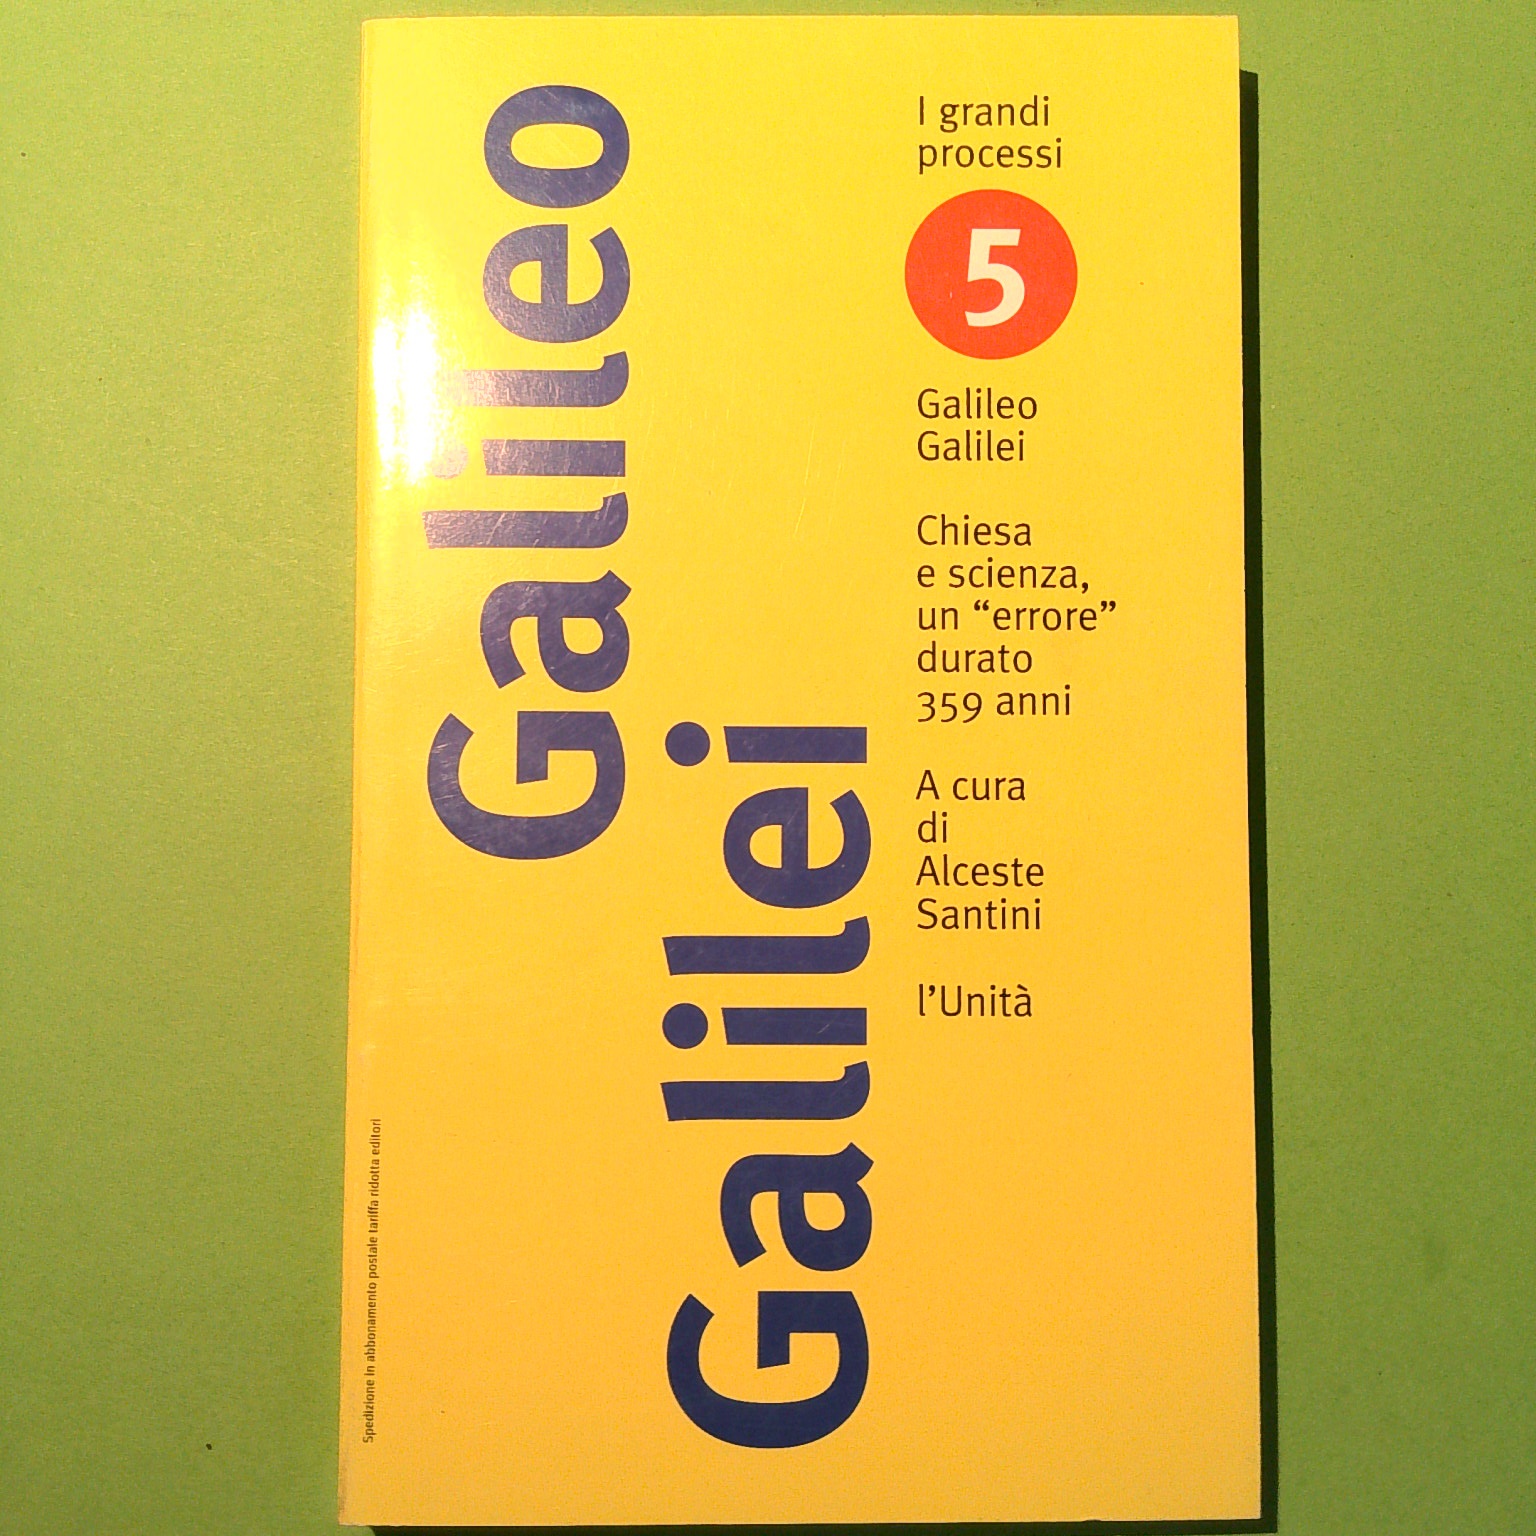 Galileo
Galilei
I grandi
processi
5
Galileo
Galilei
Chiesa
e scienza,
un “errore”
durato
359 anni
A cura
di
Alceste
Santini
l’Unità
Spedizione in abbonamento postale tariffa ridotta editori